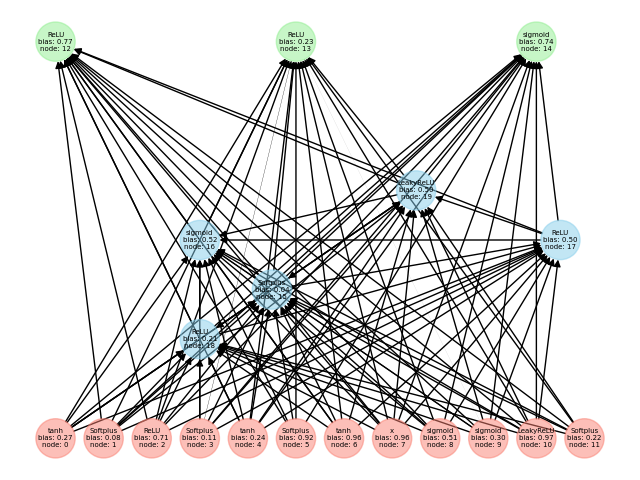 ReLU
bias: 0.77
node: 12
ReLU
bias: 0.23
node: 13
sigmoid
bias: 0.74
node: 14
LeakyReLU
bias: 0.59
node: 19
sigmoid
bias: 0.52
node: 16
ReLU
bias: 0.50
node: 17
Softplus
bias: 0.04
node: 15
ReLU
bias: 0.21
node: 18
tanh
bias: 0.27
node: 0
Softplus
bias: 0.08
node: 1
ReLU
bias: 0.71
node: 2
Softplus
bias: 0.11
node: 3
tanh
bias: 0.24
node: 4
Softplus
bias: 0.92
node: 5
tanh
bias: 0.96
node: 6
x
bias: 0.96
node: 7
sigmoid
bias: 0.51
node: 8
sigmoid
bias: 0.30
node: 9
LeakyReLU
bias: 0.97
node: 10
Softplus
bias: 0.22
node: 11